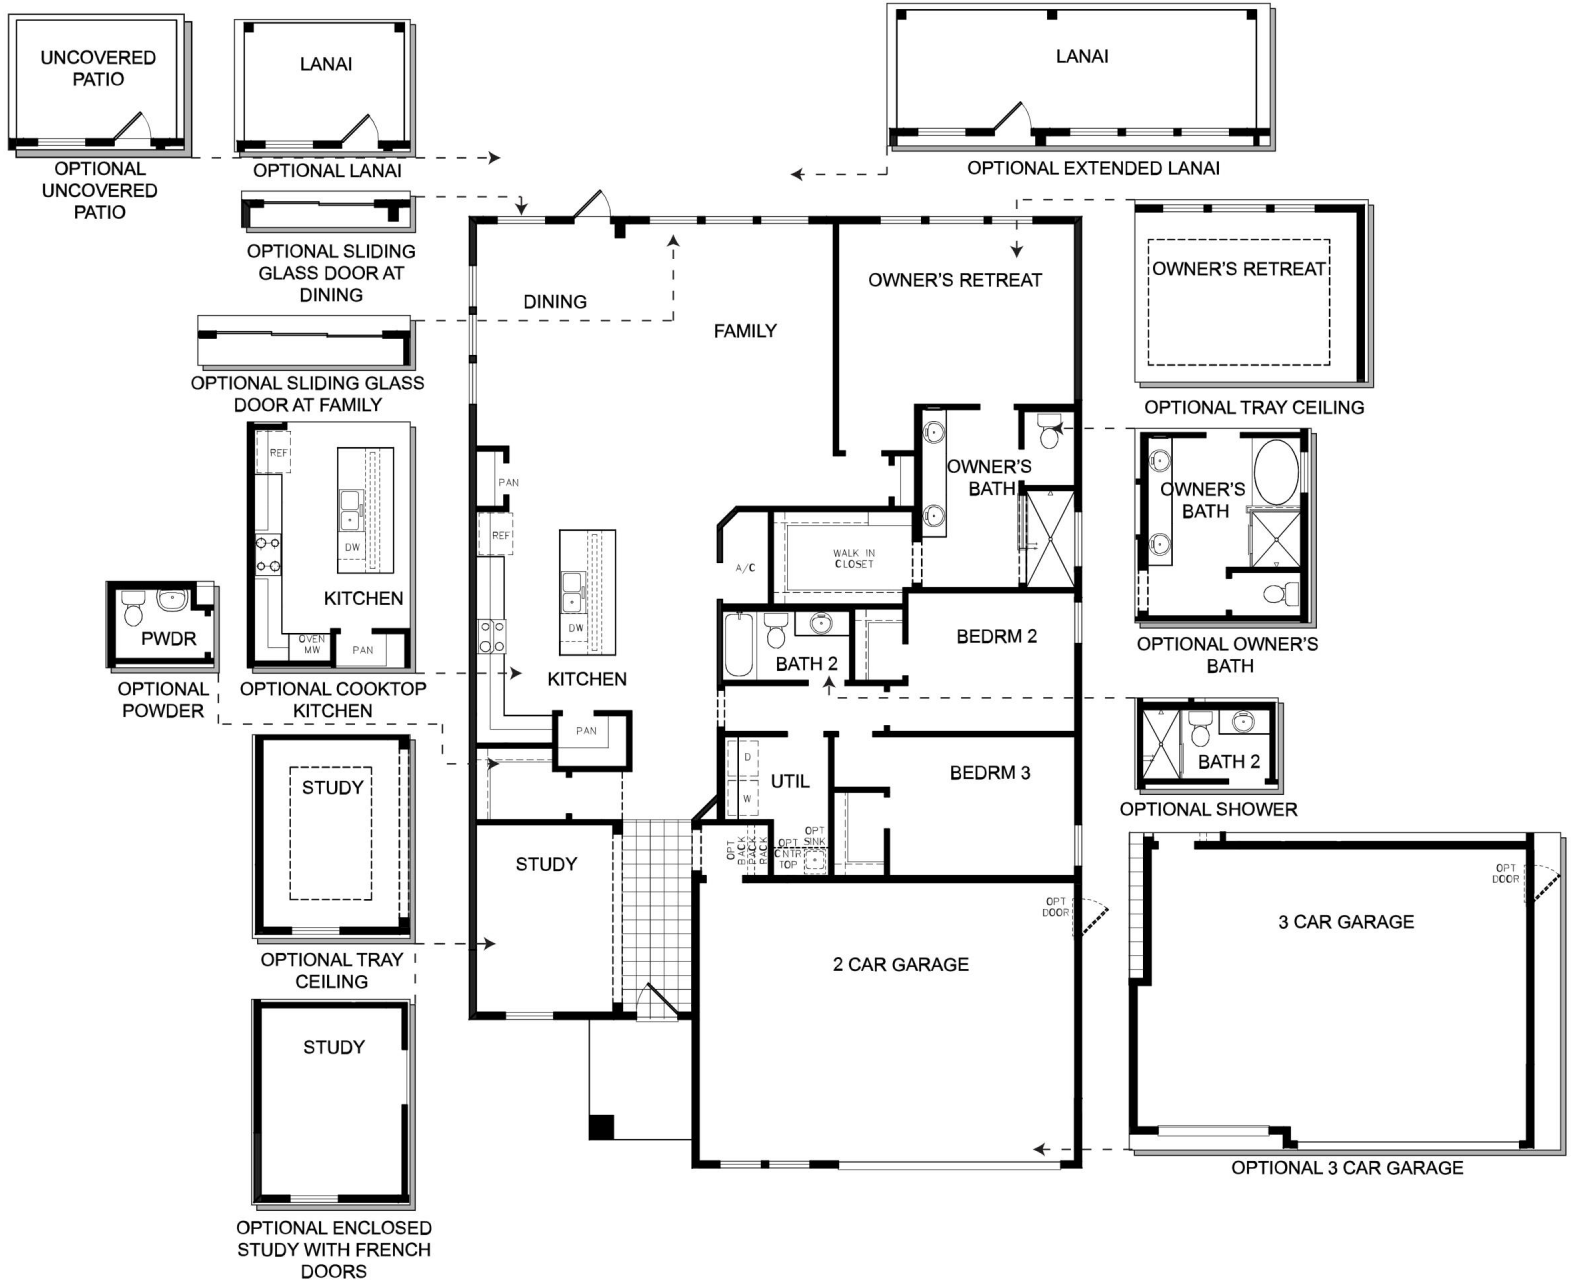 UNCOVERED
PATIO
OPTIONAL
UNCOVERED
PATIO
LANAI
OPTIONAL LANAI
LANAI
OPTIONAL EXTENDED LANAI
OPTIONAL SLIDING
GLASS DOOR AT
DINING
OPTIONAL SLIDING GLASS
DOOR AT FAMILY
REF
DW
KITCHEN
OVEN
MW
PAN
OPTIONAL COOKTOP
KITCHEN
PWDR
OPTIONAL
POWDER
STUDY
OPTIONAL TRAY
CEILING
STUDY
OPTIONAL ENCLOSED
STUDY WITH FRENCH
DOORS
DINING
FAMILY
OWNER'S RETREAT
PAN
REF
DW
KITCHEN
PAN
OWNER'S
BATH
A/C
WALK IN
CLOSET
BATH 2
BEDRM 2
BEDRM 3
D
W
UTIL
OPT
SINK
OPT
CNTR
TOP
OPT
BACK
PACK
RACK
STUDY
2 CAR GARAGE
OPT
DOOR
OWNER'S RETREAT
OPTIONAL TRAY CEILING
OWNER'S
BATH
OPTIONAL OWNER'S
BATH
BATH 2
OPTIONAL SHOWER
OPT
DOOR
3 CAR GARAGE
OPTIONAL 3 CAR GARAGE